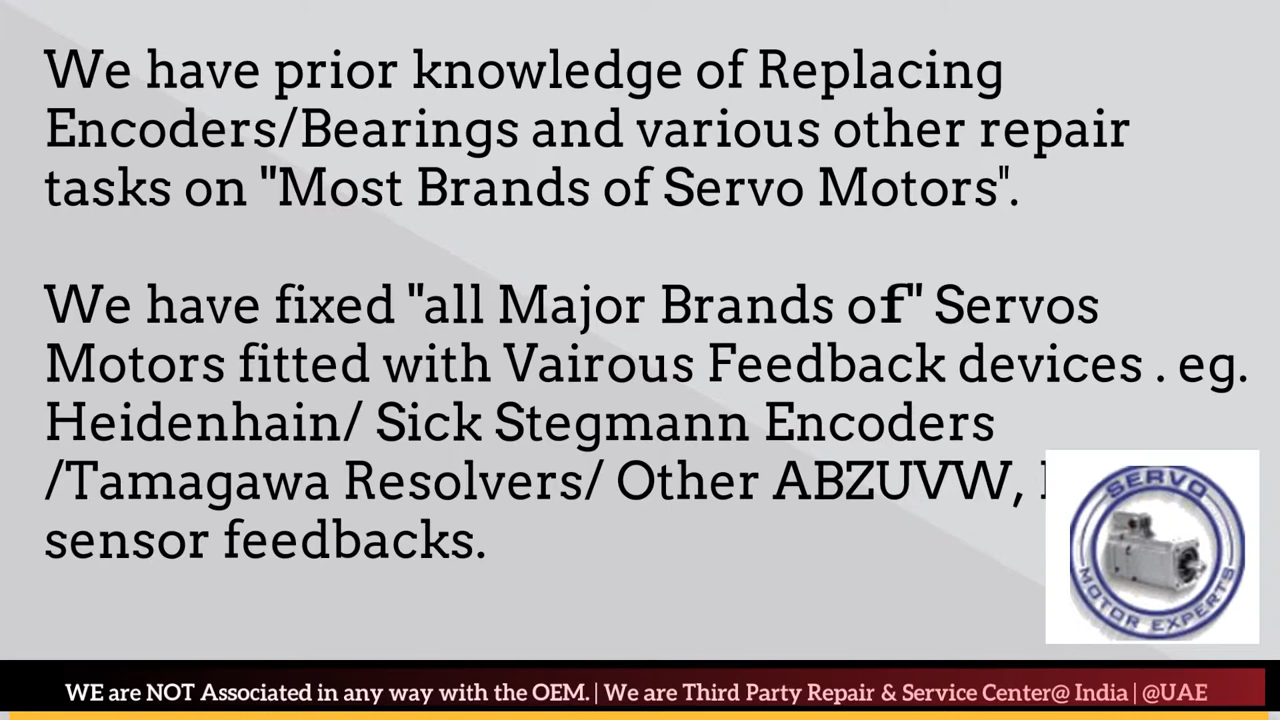 We have prior knowledge of Replacing
Encoders/Bearings and various other repair
tasks on "Most Brands of Servo Motors".
We have fixed "all Major Brands of" Servos
Motors fitted with Vairous Feedback devices . eg.
Heidenhain/ Sick Stegmann Encoders
/Tamagawa Resolvers/ Other ABZUVW,
sensor feedbacks.
SERVO
MOTOR EXPERTS
WE are NOT Associated in any way with the OEM. | We are Third Party Repair & Service Center@ India | @UAE